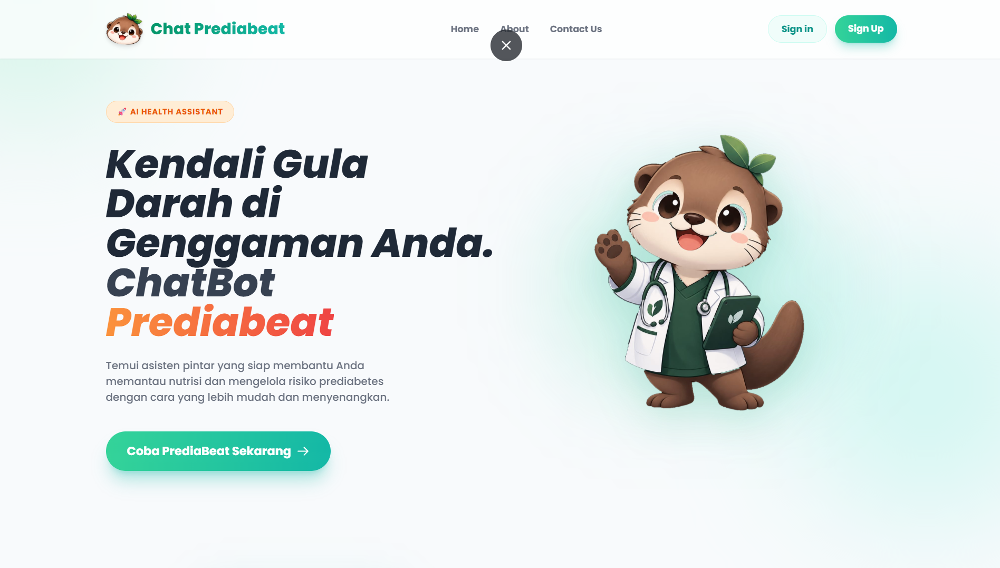 Chat Prediabeat
Home
About
Contact Us
Sign in
Sign Up
AI HEALTH ASSISTANT
Kendali Gula
Darah di
Genggaman Anda.
ChatBot
Prediabeat
Temui asisten pintar yang siap membantu Anda
memantau nutrisi dan mengelola risiko prediabetes
dengan cara yang lebih mudah dan menyenangkan.
Coba PrediaBeat Sekarang →